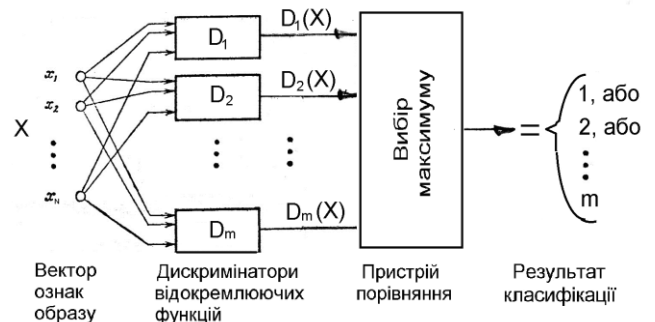 D₁
D₁(X)
x₁
D₂
D₂(X)
x₂
X
xₙ
Dₘ
Dₘ(X)
Вибір
максимуму
=
1, або
2, або
m
Вектор
ознак
образу
Дискримінатори
відокремлюючих
функцій
Пристрій
порівняння
Результат
класифікації